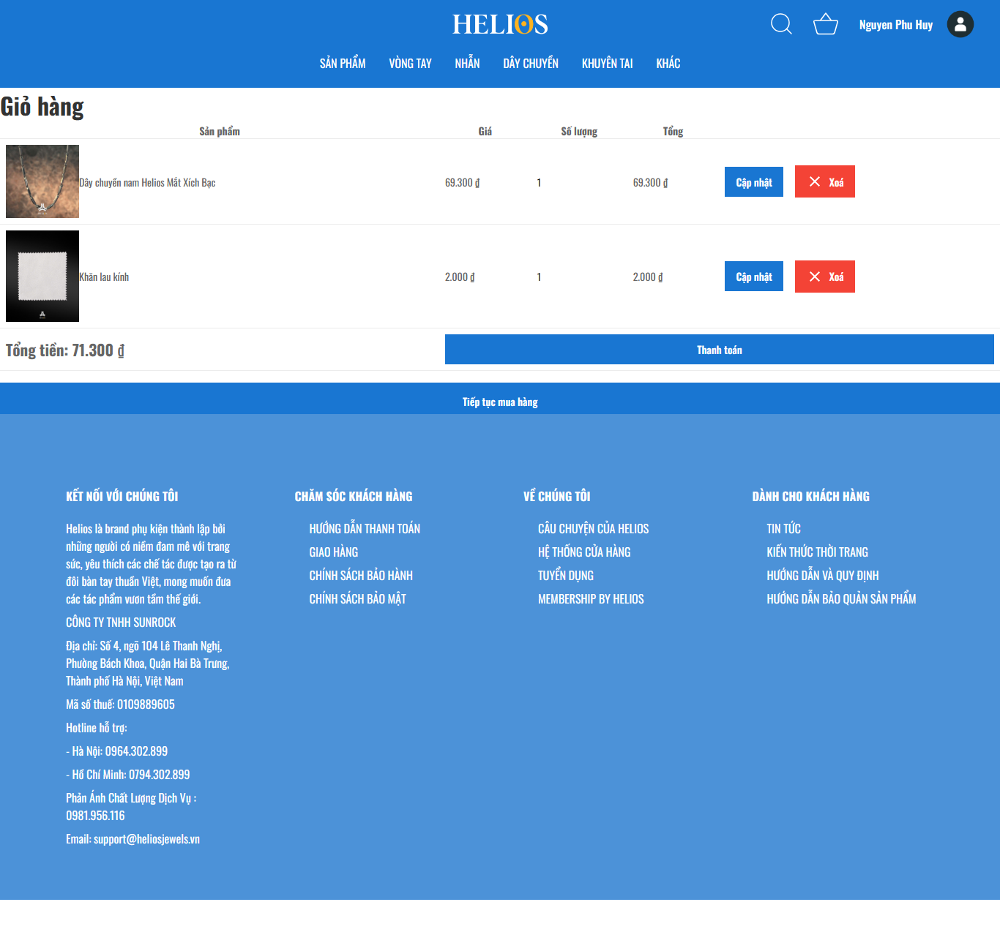 HELIOS
Nguyen Phu Huy
SẢN PHẨM VÒNG TAY NHẪN DÂY CHUYỀN KHUYÊN TAI KHÁC
Giỏ hàng
Sản phẩm Giá Số lượng Tổng
Dây chuyền nam Helios Mắt Xích Bạc 69.300 ₫ 1 69.300 ₫ Cập nhật Xoá
Khăn lau kính 2.000 ₫ 1 2.000 ₫ Cập nhật Xoá
Tổng tiền: 71.300 ₫ Thanh toán
Tiếp tục mua hàng
KẾT NỐI VỚI CHÚNG TÔI
Helios là brand phụ kiện thành lập bởi
những người có niềm đam mê với trang
sức, yêu thích các chế tác được tạo ra từ
đôi bàn tay thuần Việt, mong muốn đưa
các tác phẩm vươn tầm thế giới.
CÔNG TY TNHH SUNROCK
Địa chỉ: Số 4, ngõ 104 Lê Thanh Nghị,
Phường Bách Khoa, Quận Hai Bà Trưng,
Thành phố Hà Nội, Việt Nam
Mã số thuế: 0109889605
Hotline hỗ trợ:
- Hà Nội: 0964.302.899
- Hồ Chí Minh: 0794.302.899
Phản Ánh Chất Lượng Dịch Vụ :
0981.956.116
Email: support@heliosjewels.vn
CHĂM SÓC KHÁCH HÀNG
HƯỚNG DẪN THANH TOÁN
GIAO HÀNG
CHÍNH SÁCH BẢO HÀNH
CHÍNH SÁCH BẢO MẬT
VỀ CHÚNG TÔI
CÂU CHUYỆN CỦA HELIOS
HỆ THỐNG CỬA HÀNG
TUYỂN DỤNG
MEMBERSHIP BY HELIOS
DÀNH CHO KHÁCH HÀNG
TIN TỨC
KIẾN THỨC THỜI TRANG
HƯỚNG DẪN VÀ QUY ĐỊNH
HƯỚNG DẪN BẢO QUẢN SẢN PHẨM